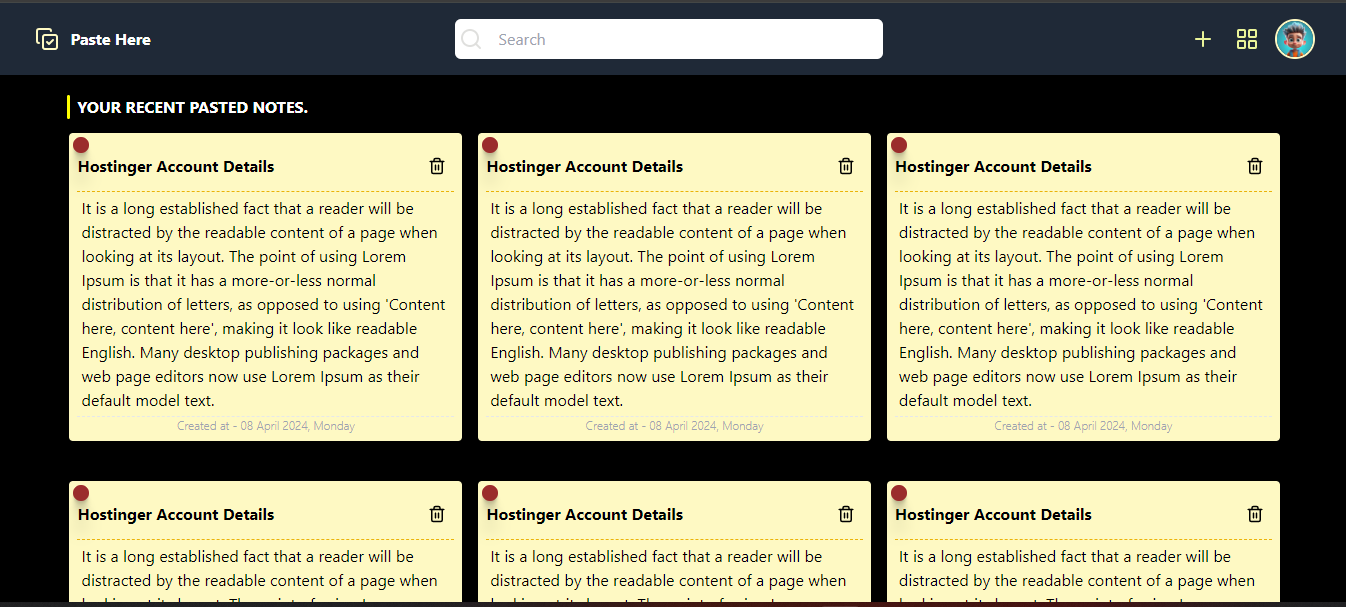 Paste Here
Search
YOUR RECENT PASTED NOTES.
Hostinger Account Details
It is a long established fact that a reader will be
distracted by the readable content of a page when
looking at its layout. The point of using Lorem
Ipsum is that it has a more-or-less normal
distribution of letters, as opposed to using 'Content
here, content here', making it look like readable
English. Many desktop publishing packages and
web page editors now use Lorem Ipsum as their
default model text.
Created at - 08 April 2024, Monday
Hostinger Account Details
It is a long established fact that a reader will be
distracted by the readable content of a page when
looking at its layout. The point of using Lorem
Ipsum is that it has a more-or-less normal
distribution of letters, as opposed to using 'Content
here, content here', making it look like readable
English. Many desktop publishing packages and
web page editors now use Lorem Ipsum as their
default model text.
Created at - 08 April 2024, Monday
Hostinger Account Details
It is a long established fact that a reader will be
distracted by the readable content of a page when
looking at its layout. The point of using Lorem
Ipsum is that it has a more-or-less normal
distribution of letters, as opposed to using 'Content
here, content here', making it look like readable
English. Many desktop publishing packages and
web page editors now use Lorem Ipsum as their
default model text.
Created at - 08 April 2024, Monday
Hostinger Account Details
It is a long established fact that a reader will be
distracted by the readable content of a page when
Hostinger Account Details
It is a long established fact that a reader will be
distracted by the readable content of a page when
Hostinger Account Details
It is a long established fact that a reader will be
distracted by the readable content of a page when